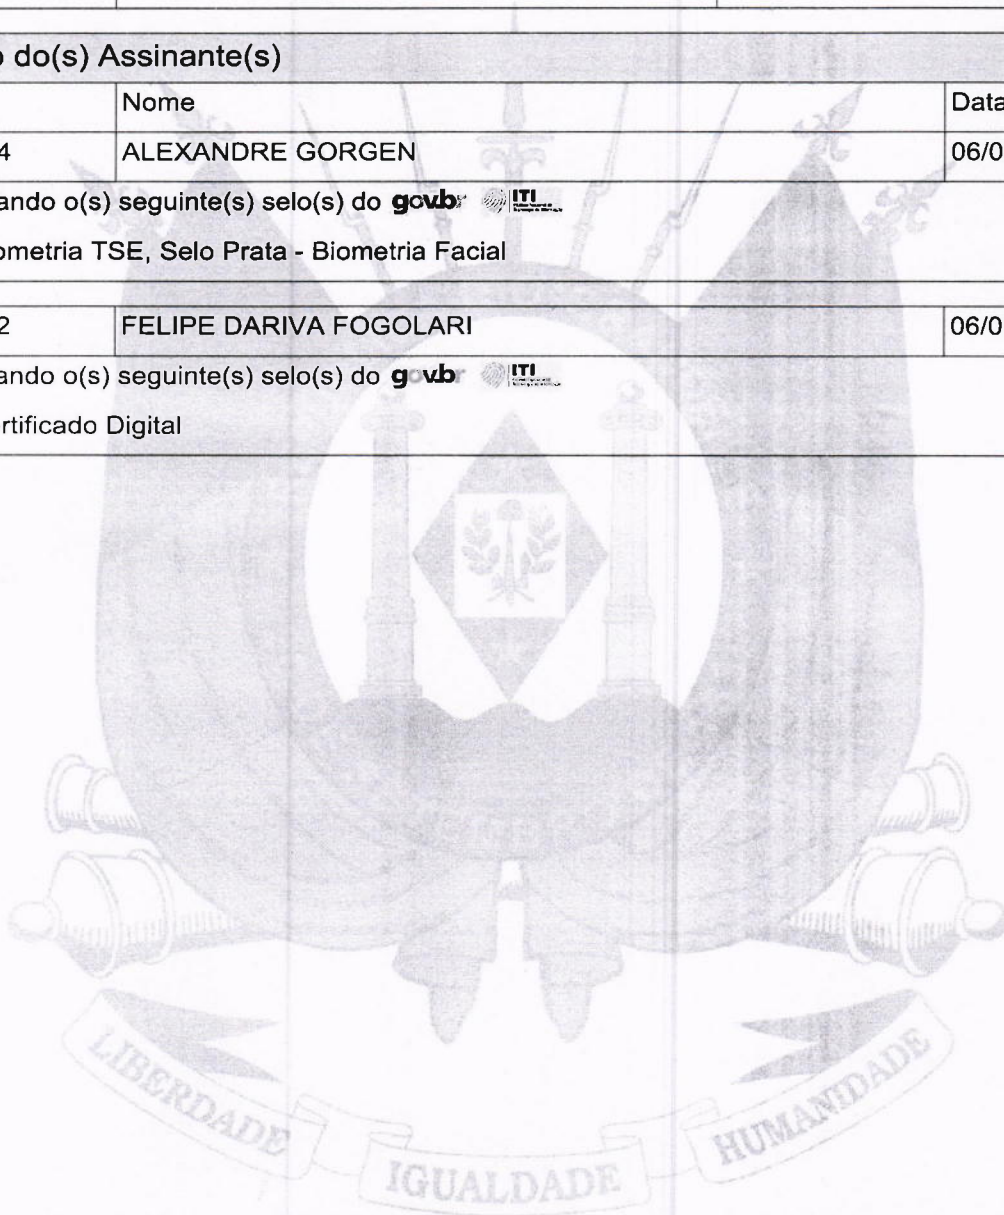 do(s) Assinante(s)
Nome Data
4 ALEXANDRE GORGEN 06/0
ando o(s) seguinte(s) selo(s) do gov.br ITI
ometria TSE, Selo Prata - Biometria Facial
2 FELIPE DARIVA FOGOLARI 06/0
ando o(s) seguinte(s) selo(s) do gov.br ITI
rtificado Digital
LIBERDADE
IGUALDADE
HUMANIDADE